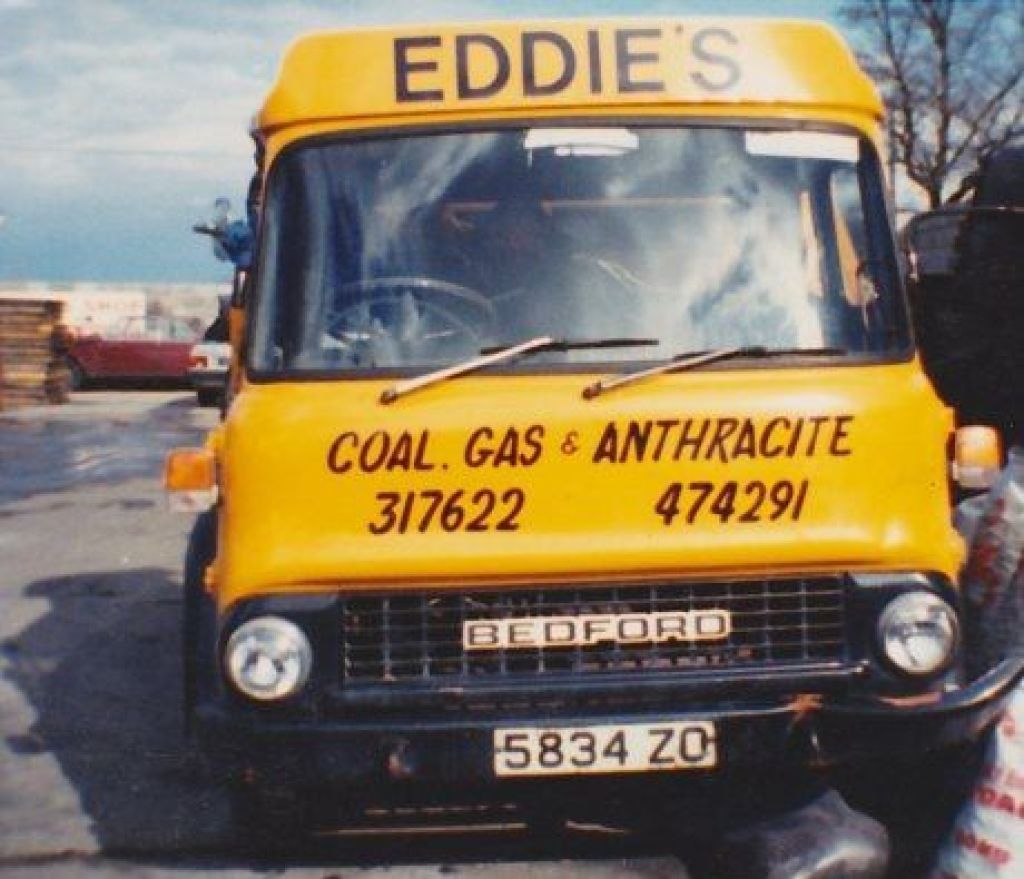 EDDIE'S
COAL. GAS & ANTHRACITE
317622 474291
BEDFORD
5834 ZO